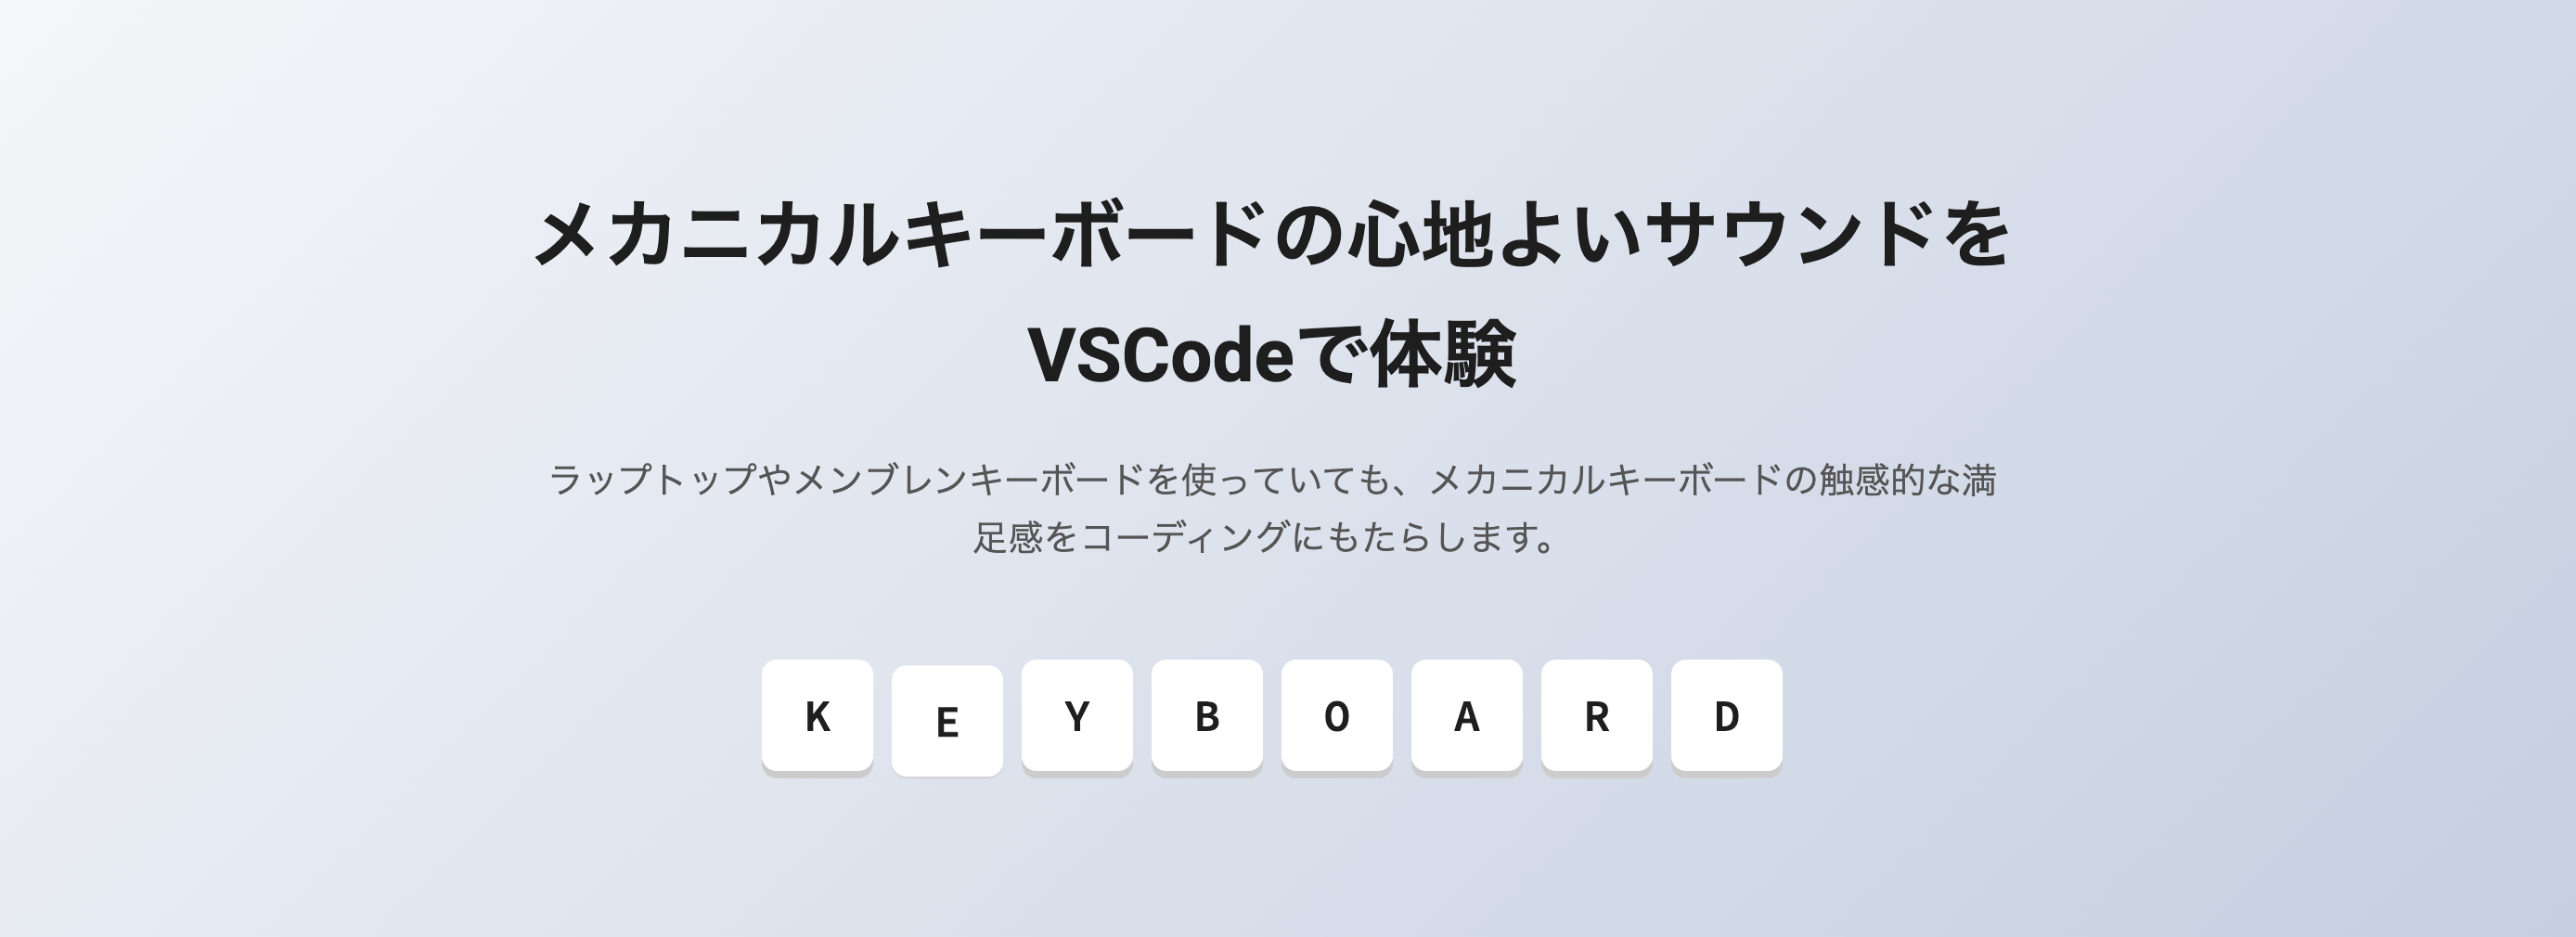 メカニカルキーボードの心地よいサウンドを
VSCodeで体験
ラップトップやメンブレンキーボードを使っていても、メカニカルキーボードの触感的な満
足感をコーディングにもたらします。
K E Y B O A R D